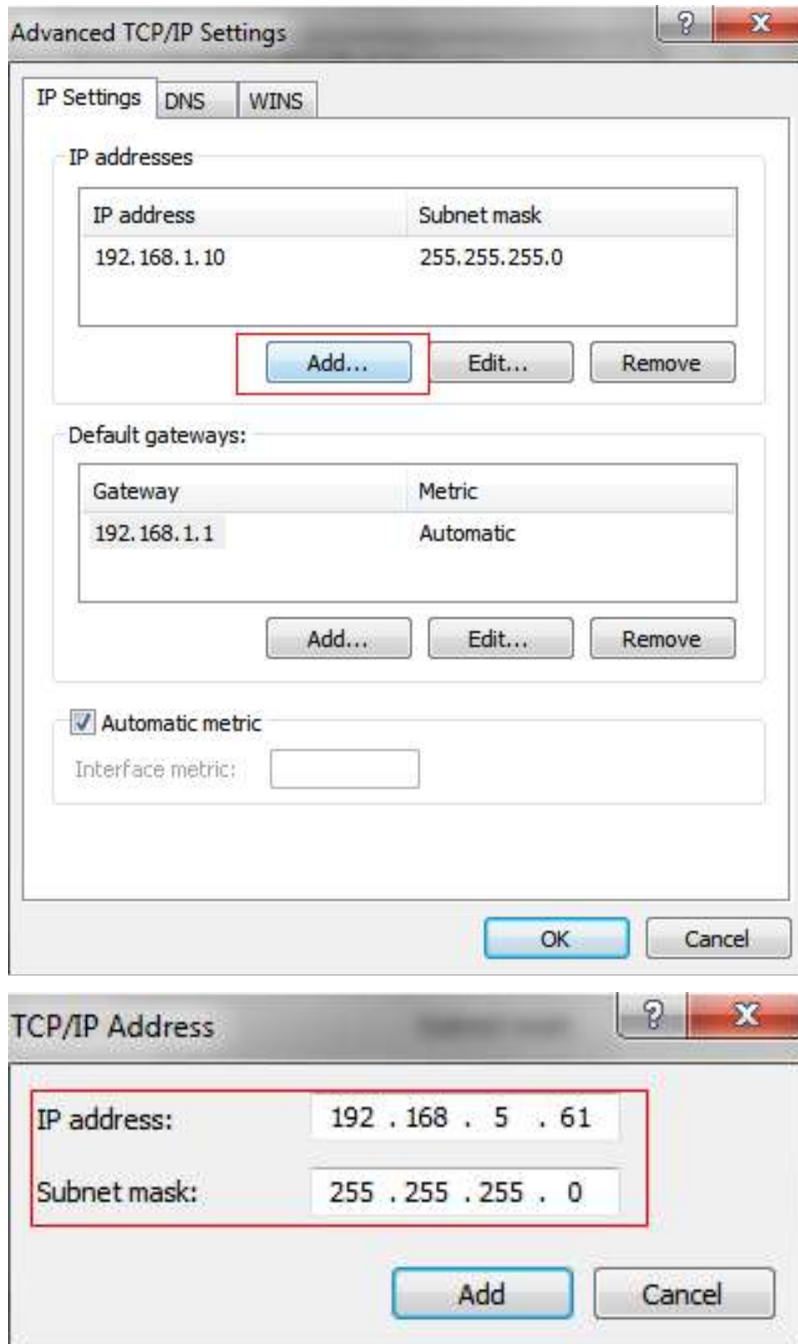 Advanced TCP/IP Settings
IP Settings DNS WINS
IP addresses
IP address Subnet mask
192.168.1.10 255.255.255.0
Add... Edit... Remove
Default gateways:
Gateway Metric
192.168.1.1 Automatic
Add... Edit... Remove
Automatic metric
Interface metric:
OK Cancel
TCP/IP Address
IP address: 192 . 168 . 5 . 61
Subnet mask: 255 . 255 . 255 . 0
Add Cancel